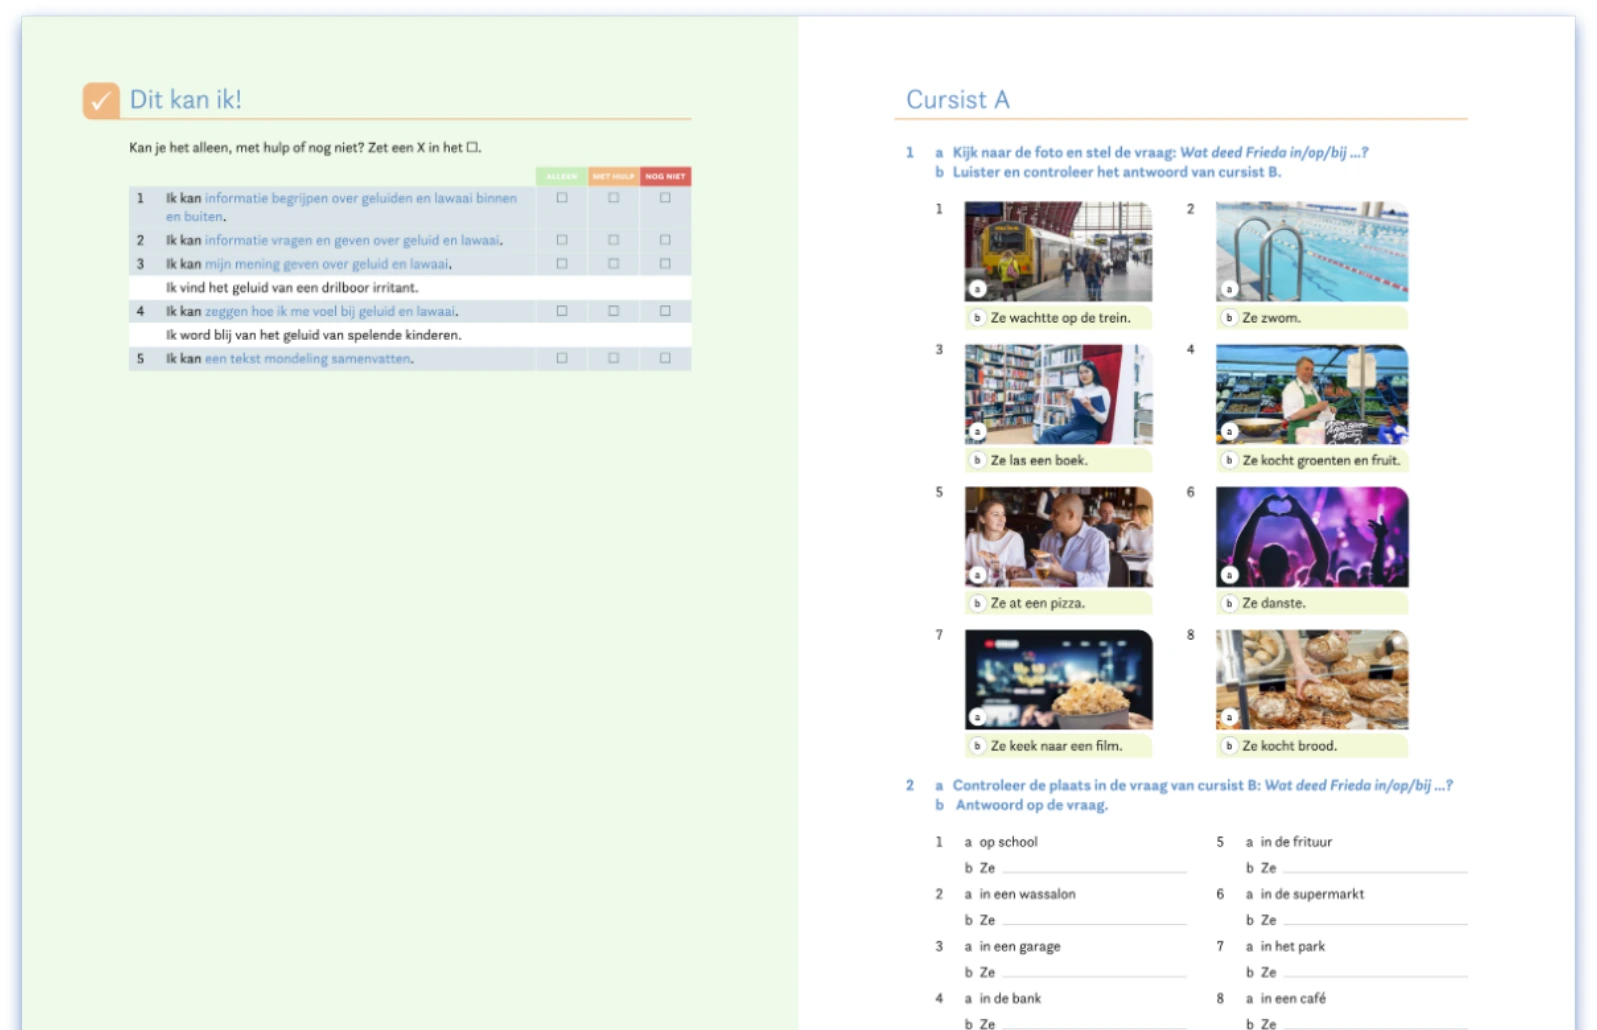 Dit kan ik!
Kan je het alleen, met hulp of nog niet? Zet een X in het ☐.
ALLEEN MET HULP NOG NIET
1 Ik kan informatie begrijpen over geluiden en lawaai binnen
en buiten. ☐ ☐ ☐
2 Ik kan informatie vragen en geven over geluid en lawaai. ☐ ☐ ☐
3 Ik kan mijn mening geven over geluid en lawaai. ☐ ☐ ☐
Ik vind het geluid van een drilboor irritant.
4 Ik kan zeggen hoe ik me voel bij geluid en lawaai. ☐ ☐ ☐
Ik word blij van het geluid van spelende kinderen.
5 Ik kan een tekst mondeling samenvatten. ☐ ☐ ☐
Cursist A
1 a Kijk naar de foto en stel de vraag: Wat deed Frieda in/op/bij ...?
b Luister en controleer het antwoord van cursist B.
1 2
a a
b Ze wachtte op de trein. b Ze zwom.
3 4
a a
b Ze las een boek. b Ze kocht groenten en fruit.
5 6
a a
b Ze at een pizza. b Ze danste.
7 8
a a
b Ze keek naar een film. b Ze kocht brood.
2 a Controleer de plaats in de vraag van cursist B: Wat deed Frieda in/op/bij ...?
b Antwoord op de vraag.
1 a op school 5 a in de frituur
b Ze b Ze
2 a in een wassalon 6 a in de supermarkt
b Ze b Ze
3 a in een garage 7 a in het park
b Ze b Ze
4 a in de bank 8 a in een café
b Ze b Ze